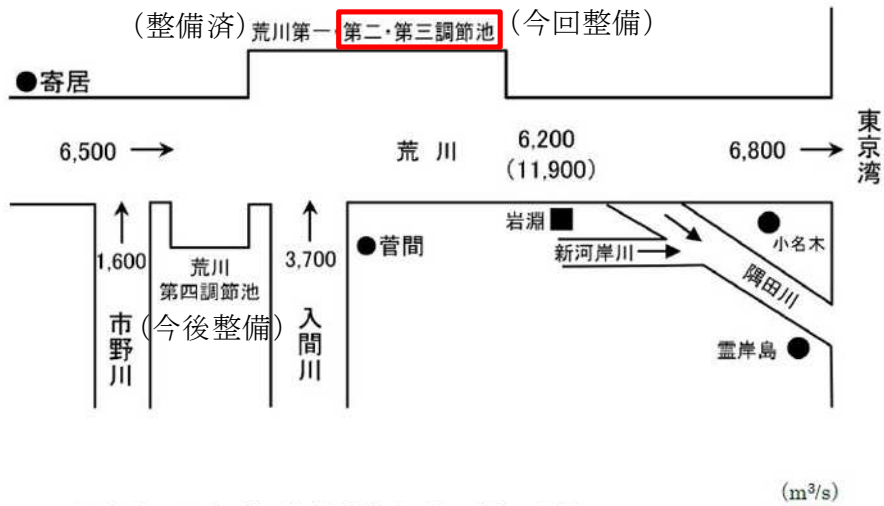 (整備済)荒川第一・第二・第三調節池(今回整備)
●寄居
6,500
荒川
6,200
(11,900)
6,800
東京湾
岩淵■
●菅間
小名木
新河岸川
隅田川
霊岸島●
1,600
荒川
第四調節池
3,700
(今後整備)
市野川
入間川
(m³/s)